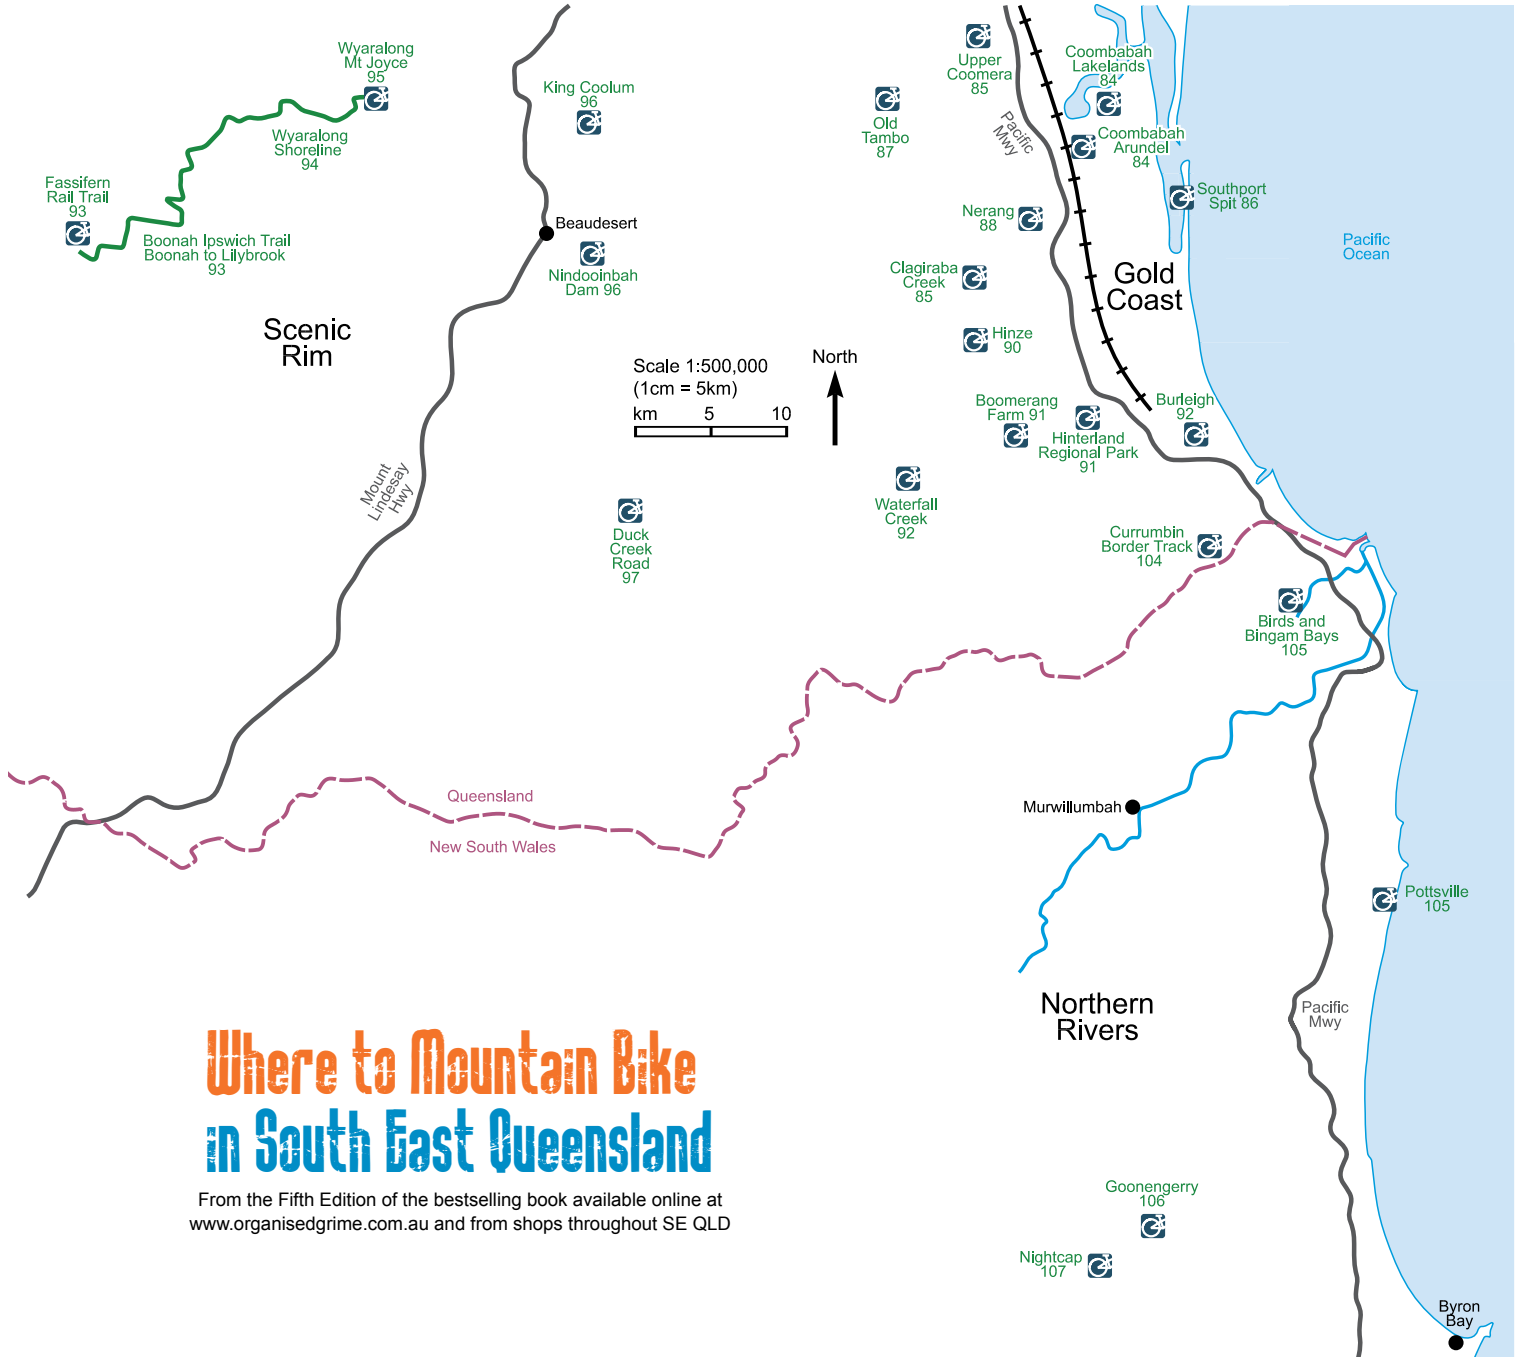 Wyaralong
Mt Joyce
95
Wyaralong
Shoreline
94
Fassifern
Rail Trail
93
Boonah Ipswich Trail
Boonah to Lilybrook
93
King Coolum
96
Beaudesert
Nindooinbah
Dam 96
Scenic
Rim
Mount
Lindesay
Hwy
Duck
Creek
Road
97
Scale 1:500,000
(1cm = 5km)
km 5 10
North
Upper
Coomera
85
Old
Tambo
87
Pacific
Mwy
Coombabah
Lakelands
84
Coombabah
Arundel
84
Southport
Spit 86
Nerang
88
Clagiraba
Creek
85
Gold
Coast
Pacific
Ocean
Hinze
90
Boomerang
Farm 91
Hinterland
Regional Park
91
Burleigh
92
Waterfall
Creek
92
Currumbin
Border Track
104
Birds and
Bingam Bays
105
Queensland
New South Wales
Murwillumbah
Pottsville
105
Northern
Rivers
Pacific
Mwy
Goonengerry
106
Nightcap
107
Byron
Bay
Where to Mountain Bike
in South East Queensland
From the Fifth Edition of the bestselling book available online at
www.organisedgrime.com.au and from shops throughout SE QLD